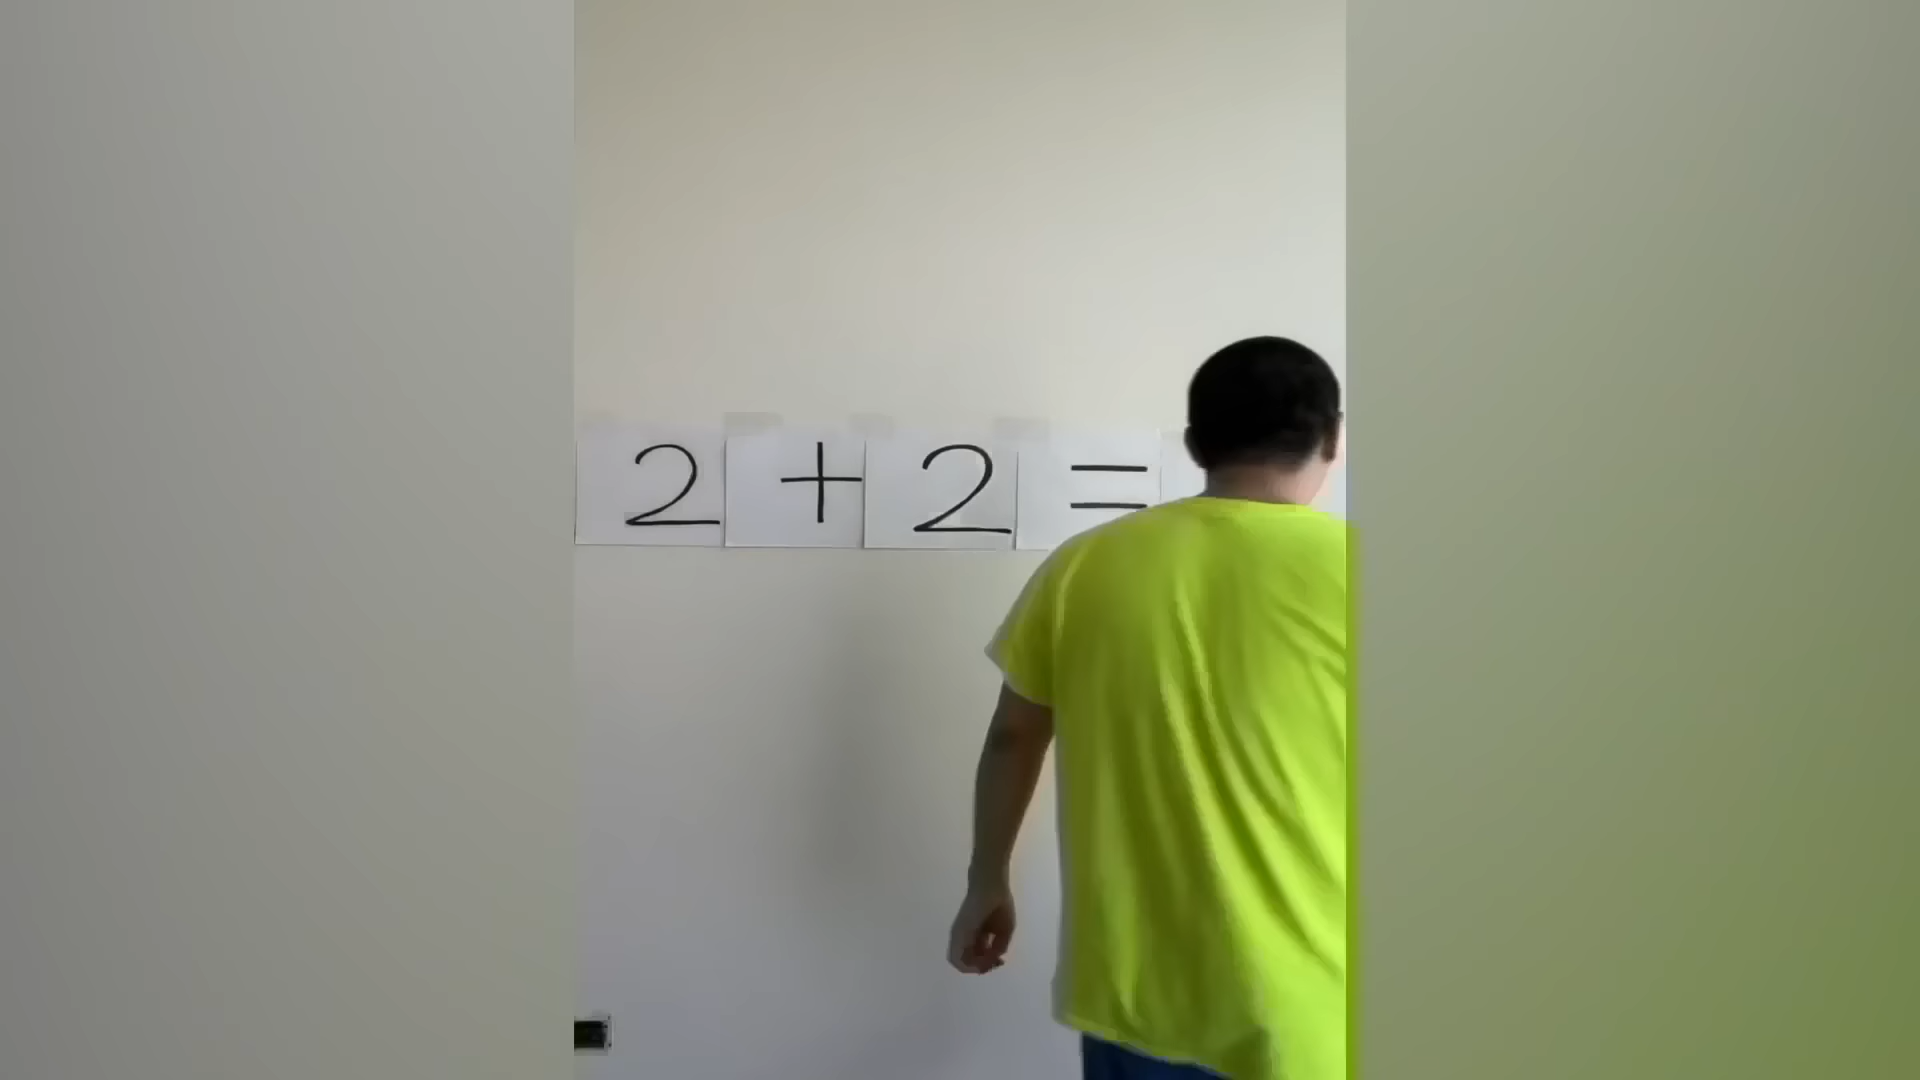 2 + 2 =